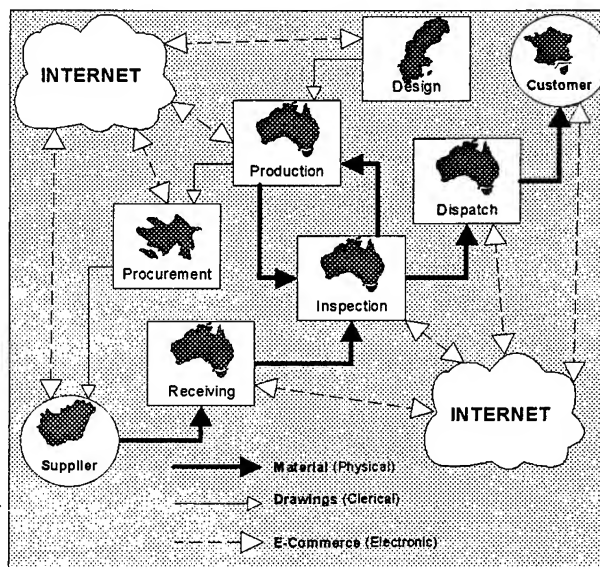 INTERNET
Design
Customer
Production
Dispatch
Procurement
Inspection
Receiving
INTERNET
Supplier
Material (Physical)
Drawings (Clerical)
E-Commerce (Electronic)